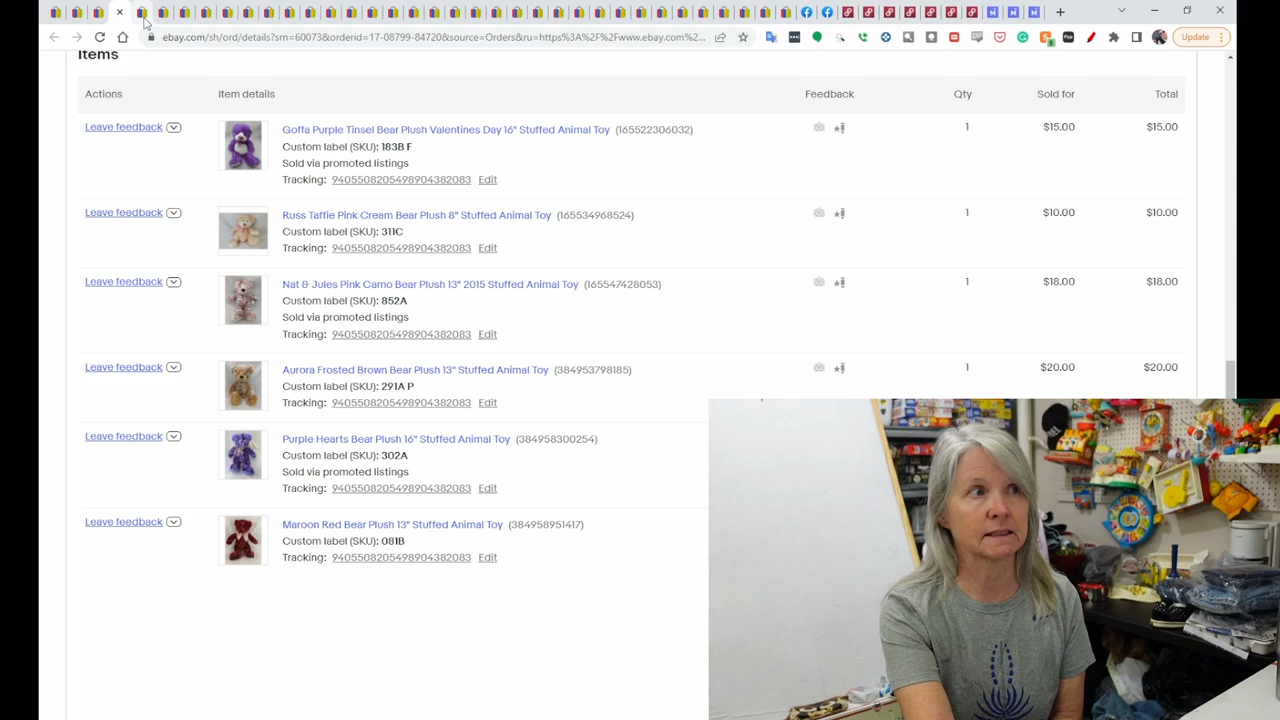 ebay.com/sh/ord/details?srn=60073&orderid=17-08799-84720&source=Orders&ru=https%3A%2F%2Fwww.ebay.com%2...
Update
Items
Actions Item details Feedback Qty Sold for Total
Leave feedback Goffa Purple Tinsel Bear Plush Valentines Day 16" Stuffed Animal Toy (165522306032) 1 $15.00 $15.00
Custom label (SKU): 183B F
Sold via promoted listings
Tracking: 9405508205498904382083 Edit
Leave feedback Russ Taffie Pink Cream Bear Plush 8" Stuffed Animal Toy (165534968524) 1 $10.00 $10.00
Custom label (SKU): 311C
Tracking: 9405508205498904382083 Edit
Leave feedback Nat & Jules Pink Camo Bear Plush 13" 2015 Stuffed Animal Toy (165547428053) 1 $18.00 $18.00
Custom label (SKU): 852A
Sold via promoted listings
Tracking: 9405508205498904382083 Edit
Leave feedback Aurora Frosted Brown Bear Plush 13" Stuffed Animal Toy (384953798185) 1 $20.00 $20.00
Custom label (SKU): 291A P
Tracking: 9405508205498904382083 Edit
Leave feedback Purple Hearts Bear Plush 16" Stuffed Animal Toy (384958300254)
Custom label (SKU): 302A
Sold via promoted listings
Tracking: 9405508205498904382083 Edit
Leave feedback Maroon Red Bear Plush 13" Stuffed Animal Toy (384958951417)
Custom label (SKU): 081B
Tracking: 9405508205498904382083 Edit